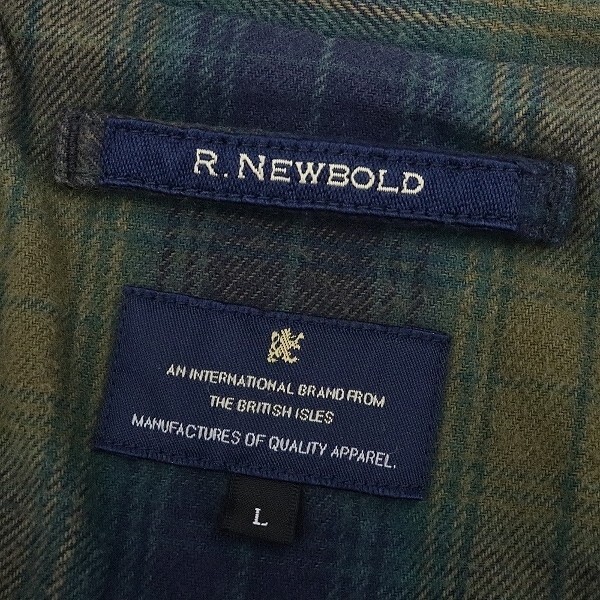 R. NEWBOLD
AN INTERNATIONAL BRAND FROM
THE BRITISH ISLES
MANUFACTURES OF QUALITY APPAREL.
L